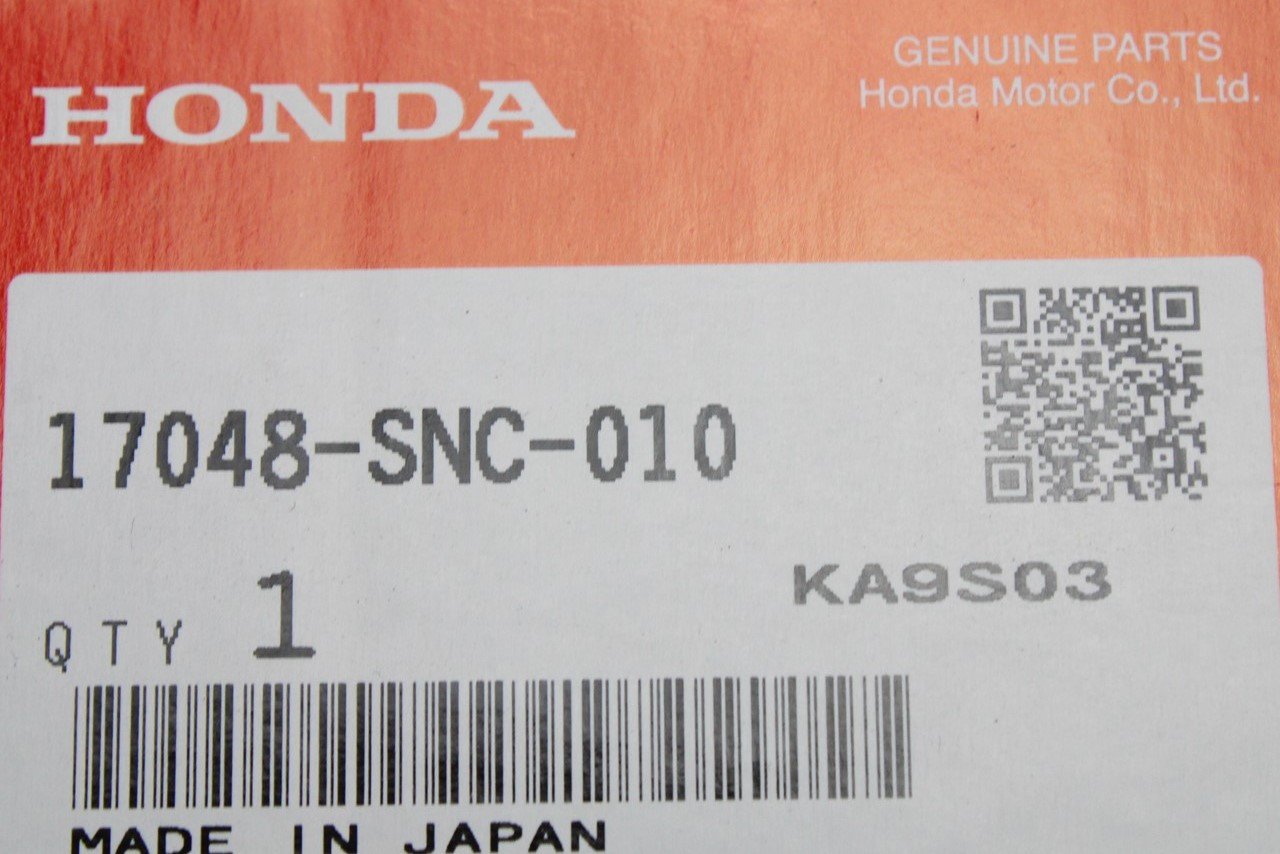 HONDA
GENUINE PARTS
Honda Motor Co., Ltd.
17048-SNC-010
KA9S03
QTY 1
MADE IN JAPAN